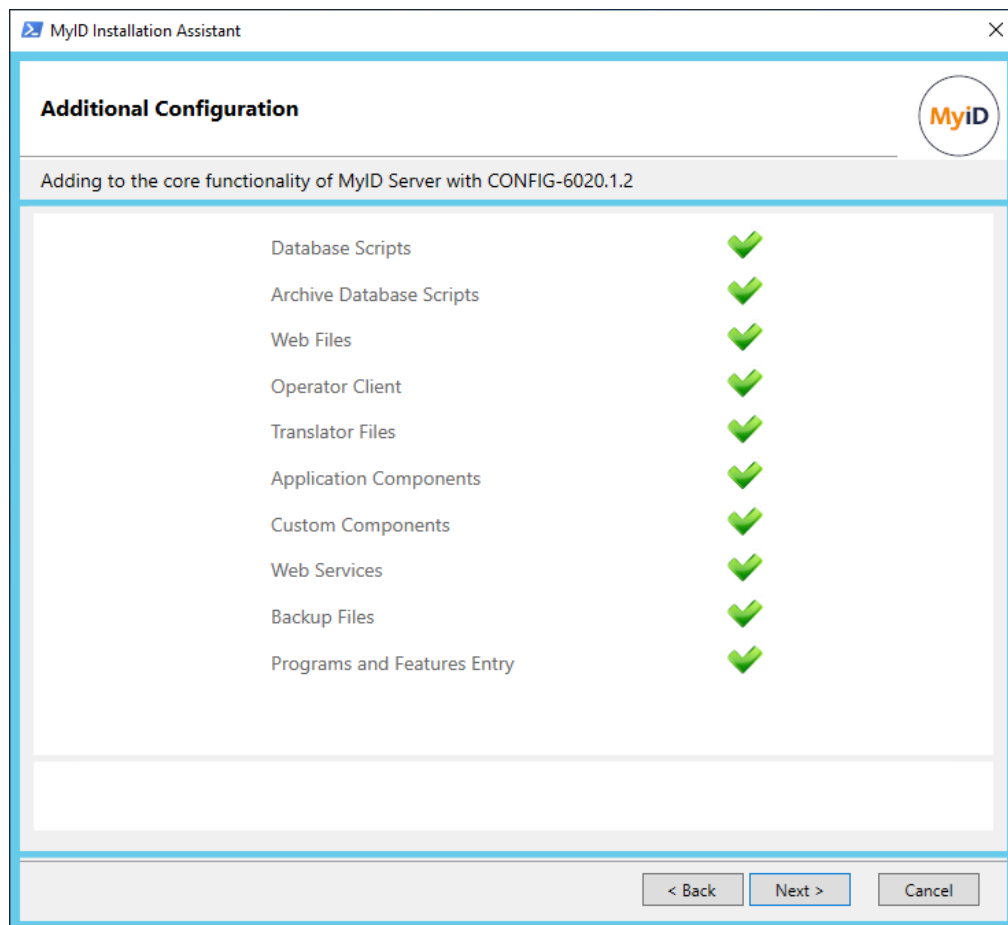 MyID Installation Assistant
Additional Configuration
MyiD
Adding to the core functionality of MyID Server with CONFIG-6020.1.2
Database Scripts
Archive Database Scripts
Web Files
Operator Client
Translator Files
Application Components
Custom Components
Web Services
Backup Files
Programs and Features Entry
< Back Next > Cancel